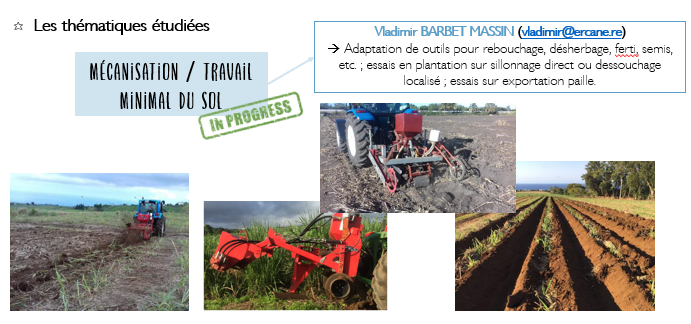 ☆ Les thématiques étudiées
Vladimir BARBET MASSIN (vladimir@ercane.re)
→ Adaptation de outils pour rebouchage, désherbage, ferti, semis,
etc. ; essais en plantation sur sillonnage direct ou dessouchage
localisé ; essais sur exportation paille.
MÉCANISATION / TRAVAIL
MINIMAL DU SOL
IN PROGRESS